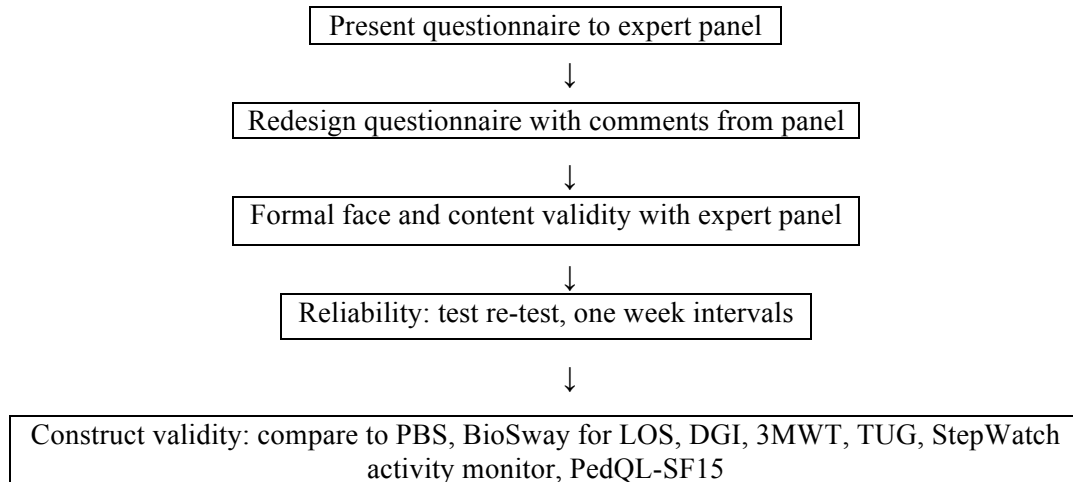 Present questionnaire to expert panel
↓
Redesign questionnaire with comments from panel
↓
Formal face and content validity with expert panel
↓
Reliability: test re-test, one week intervals
↓
Construct validity: compare to PBS, BioSway for LOS, DGI, 3MWT, TUG, StepWatch
activity monitor, PedQL-SF15